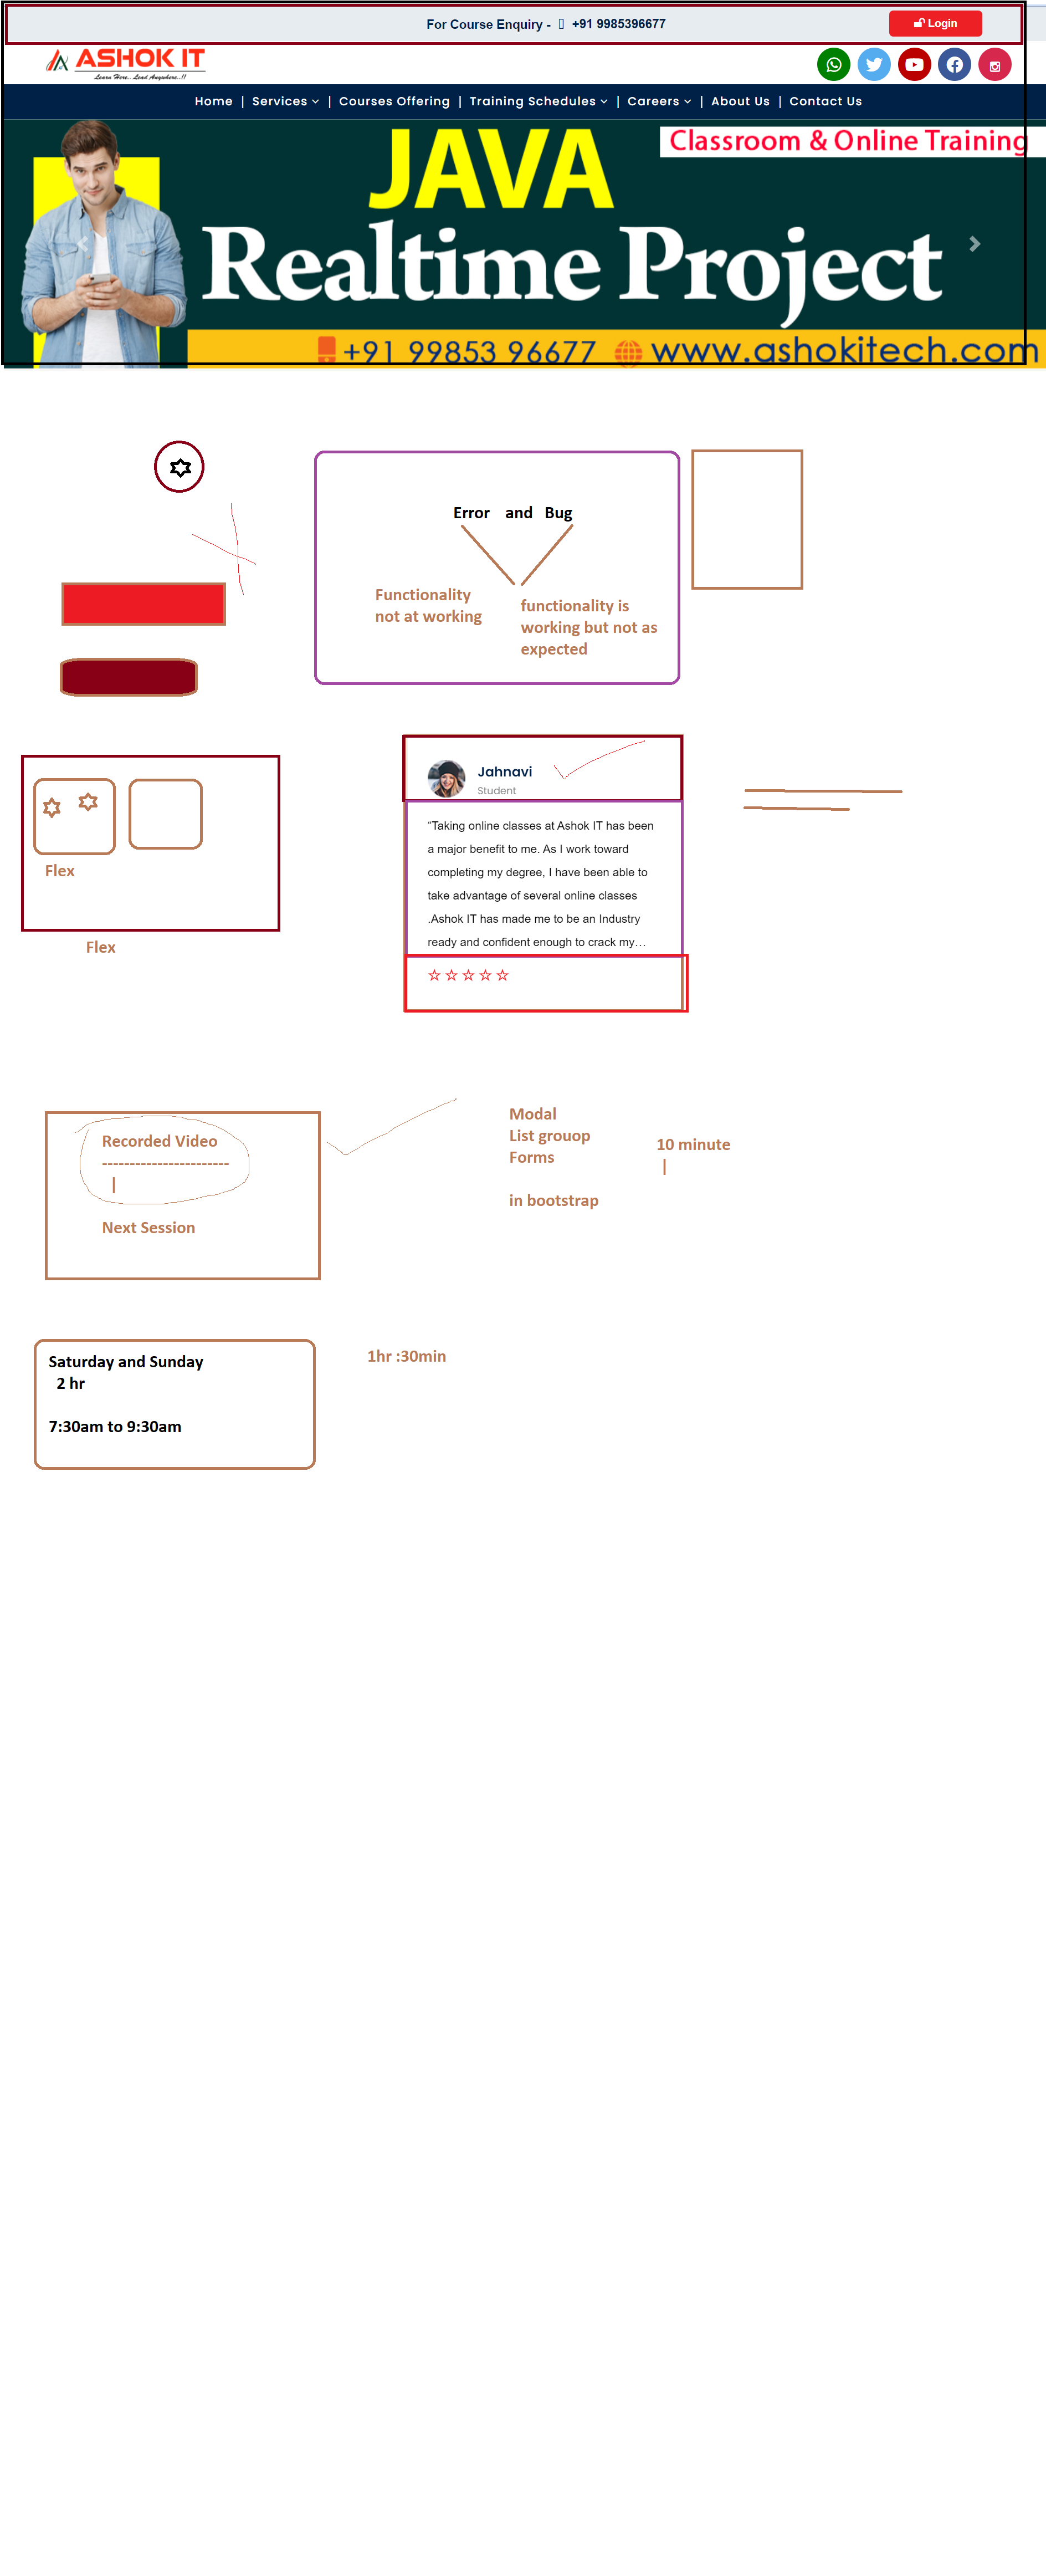 For Course Enquiry - +91 9985396677
Login
ASHOK IT
Learn Here.. Lead Anywhere..!!
Home | Services | Courses Offering | Training Schedules | Careers | About Us | Contact Us
Classroom & Online Training
JAVA
Realtime Project
+91 99853 96677 www.ashokitech.com
Error and Bug
Functionality
not at working
functionality is
working but not as
expected
Jahnavi
Student
“Taking online classes at Ashok IT has been
a major benefit to me. As I work toward
completing my degree, I have been able to
take advantage of several online classes
.Ashok IT has made me to be an Industry
ready and confident enough to crack my…
Flex
Flex
Recorded Video
-----------------------
|
Next Session
Modal
List grouop
Forms
in bootstrap
10 minute
|
Saturday and Sunday
2 hr
7:30am to 9:30am
1hr :30min